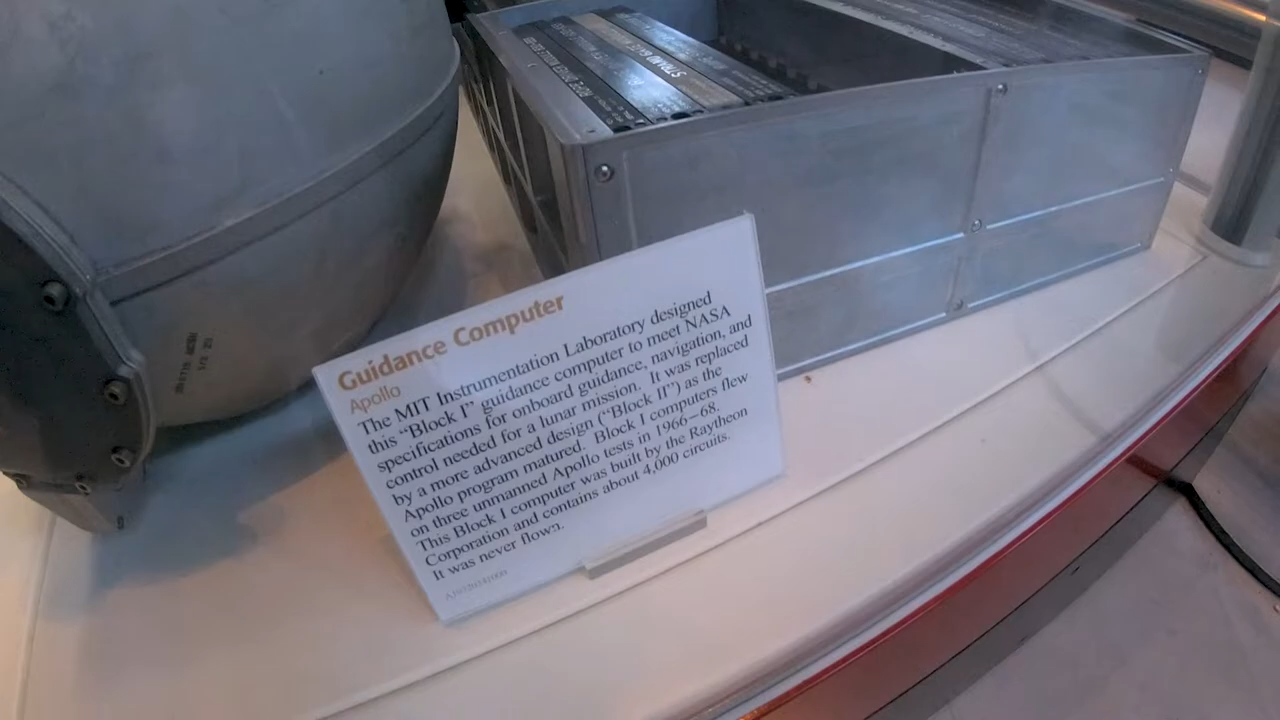 Guidance Computer
Apollo
The MIT Instrumentation Laboratory designed
this “Block I” guidance computer to meet NASA
specifications for onboard guidance, navigation, and
control needed for a lunar mission. It was replaced
by a more advanced design (“Block II”) as the
Apollo program matured. Block I computers flew
on three unmanned Apollo tests in 1966–68.
This Block I computer was built by the Raytheon
Corporation and contains about 4,000 circuits.
It was never flown.